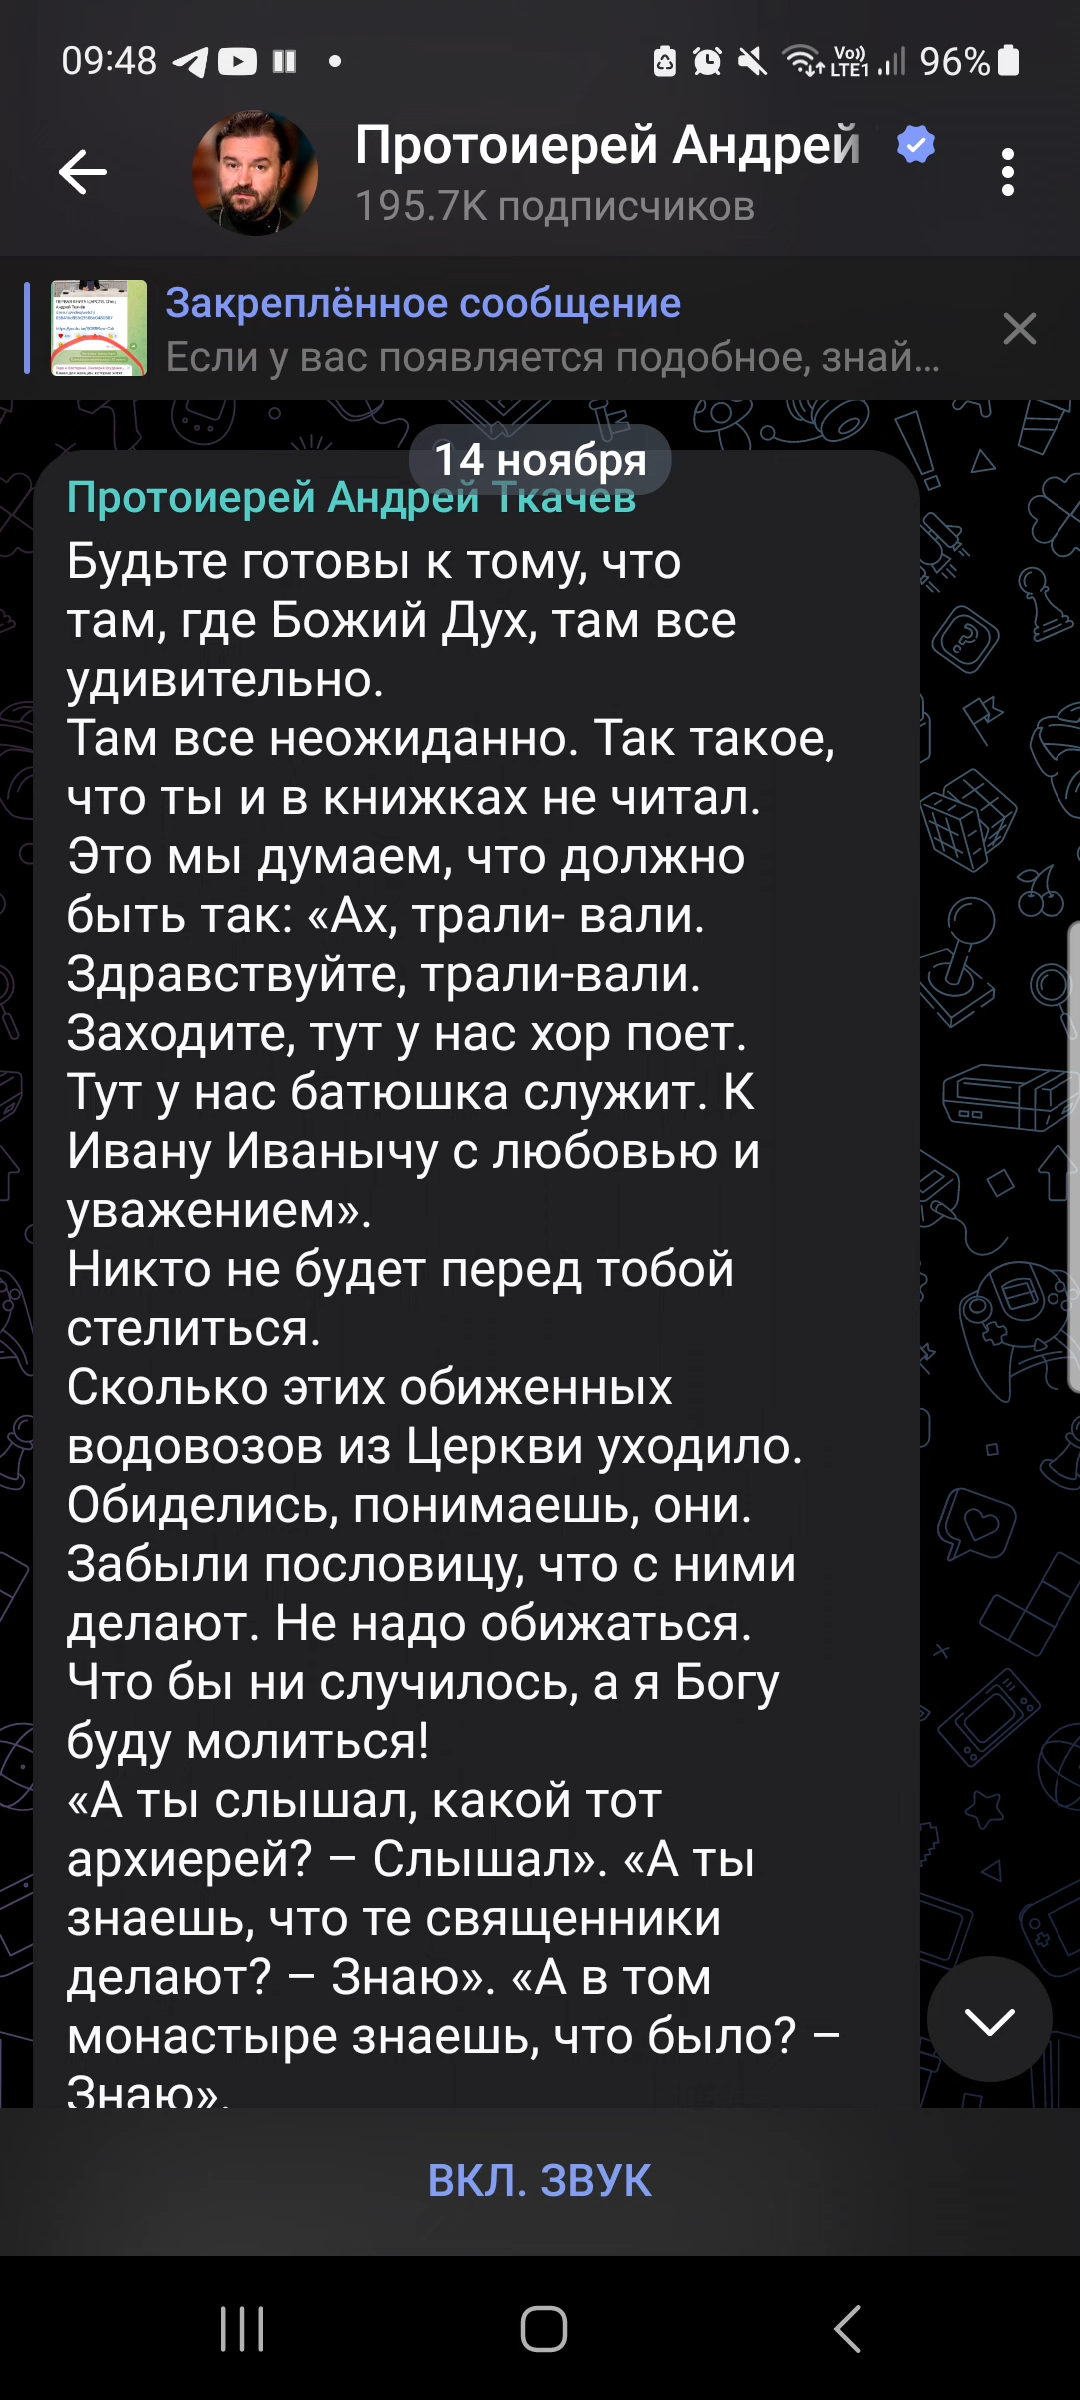 09:48
Vo))
LTE1
96%
Протоиерей Андрей
195.7K подписчиков
Закреплённое сообщение
Если у вас появляется подобное, знай...
14 ноября
Протоиерей Андрей Ткачев
Будьте готовы к тому, что
там, где Божий Дух, там все
удивительно.
Там все неожиданно. Так такое,
что ты и в книжках не читал.
Это мы думаем, что должно
быть так: «Ах, трали- вали.
Здравствуйте, трали-вали.
Заходите, тут у нас хор поет.
Тут у нас батюшка служит. К
Ивану Иванычу с любовью и
уважением».
Никто не будет перед тобой
стелиться.
Сколько этих обиженных
водовозов из Церкви уходило.
Обиделись, понимаешь, они.
Забыли пословицу, что с ними
делают. Не надо обижаться.
Что бы ни случилось, а я Богу
буду молиться!
«А ты слышал, какой тот
архиерей? – Слышал». «А ты
знаешь, что те священники
делают? – Знаю». «А в том
монастыре знаешь, что было? –
Знаю».
ВКЛ. ЗВУК